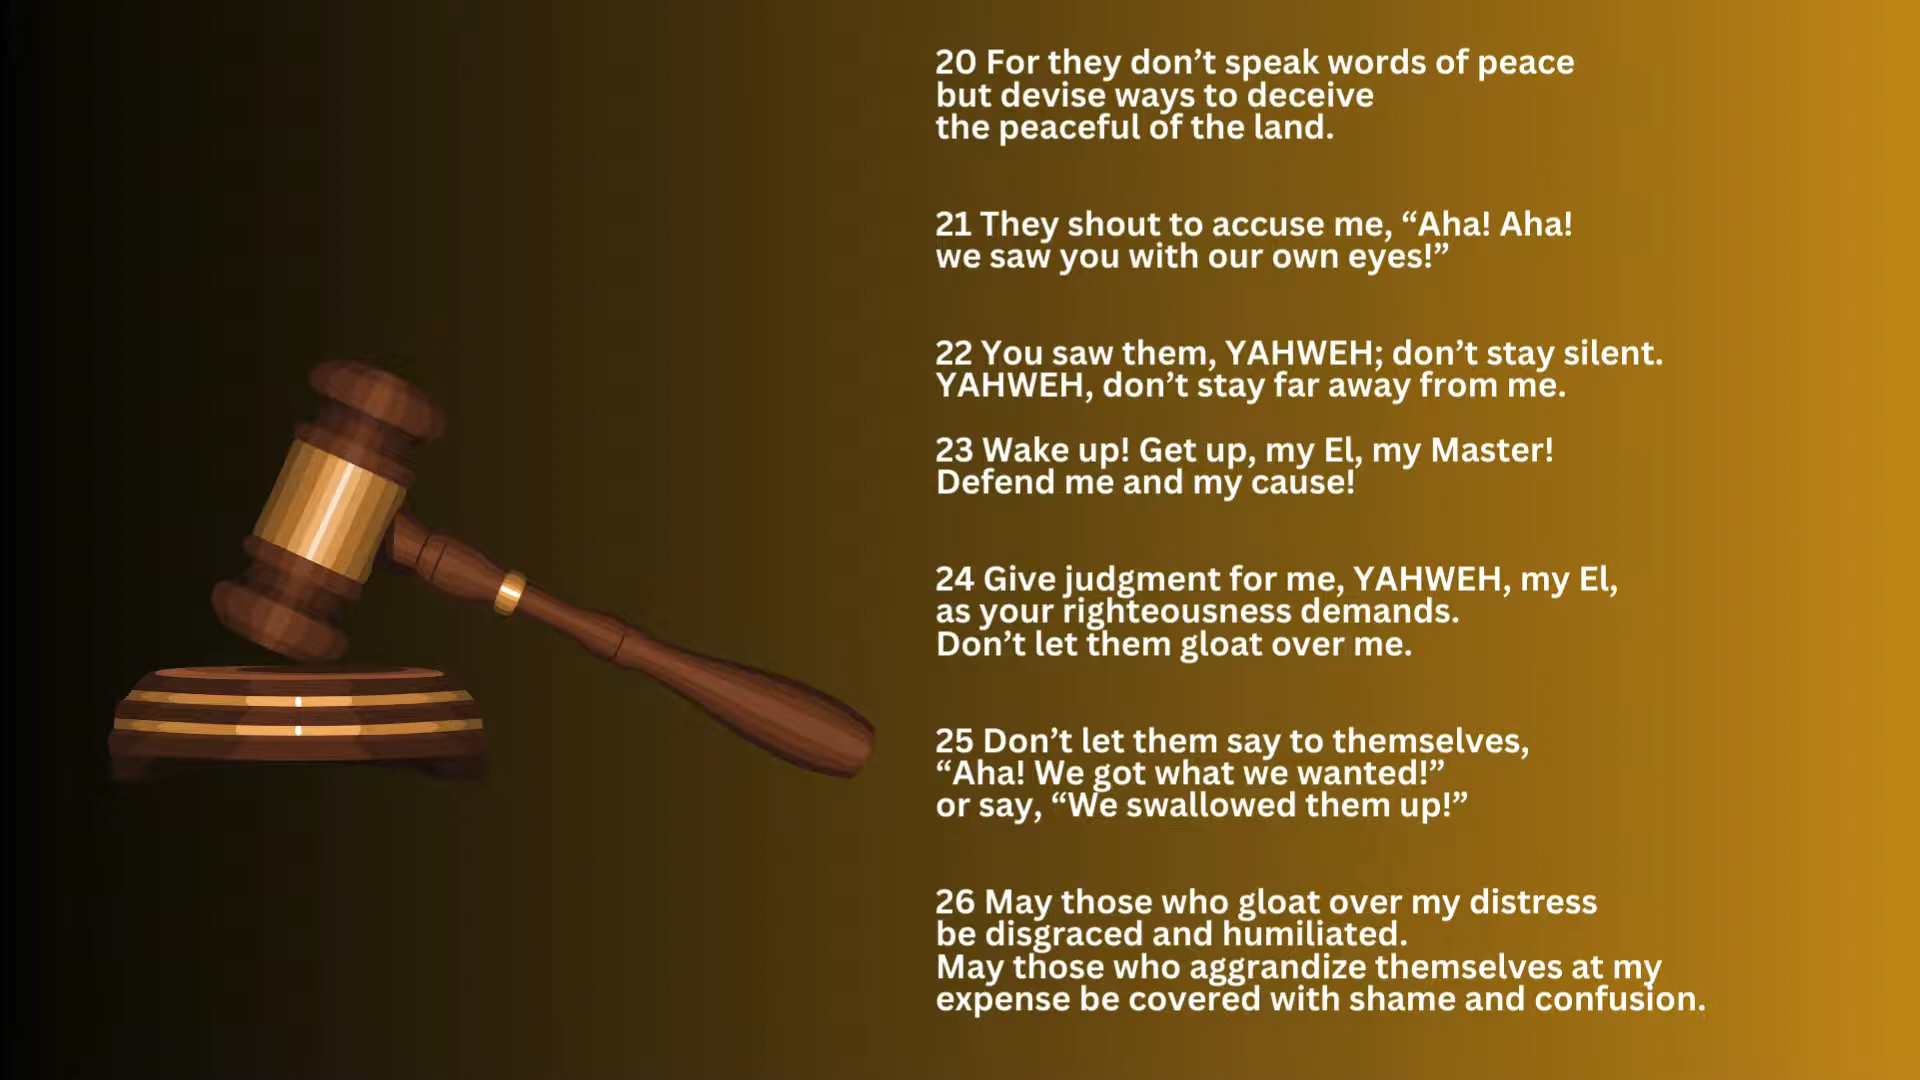 20 For they don’t speak words of peace
but devise ways to deceive
the peaceful of the land.
21 They shout to accuse me, “Aha! Aha!
we saw you with our own eyes!”
22 You saw them, YAHWEH; don’t stay silent.
YAHWEH, don’t stay far away from me.
23 Wake up! Get up, my El, my Master!
Defend me and my cause!
24 Give judgment for me, YAHWEH, my El,
as your righteousness demands.
Don’t let them gloat over me.
25 Don’t let them say to themselves,
“Aha! We got what we wanted!”
or say, “We swallowed them up!”
26 May those who gloat over my distress
be disgraced and humiliated.
May those who aggrandize themselves at my
expense be covered with shame and confusion.